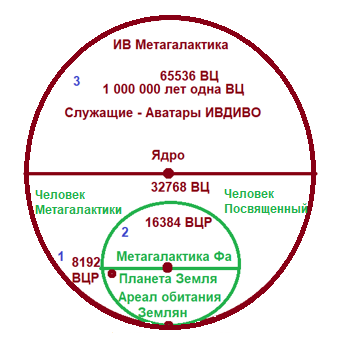 ИВ Метагалактика
3
65536 ВЦ
1 000 000 лет одна ВЦ
Служащие - Аватары ИВДИВО
Ядро
32768 ВЦ
Человек
Метагалактики
Человек
Посвященный
16384 ВЦР
2
1
8192
ВЦР
Метагалактика Фа
Планета Земля
Ареал обитания
Землян